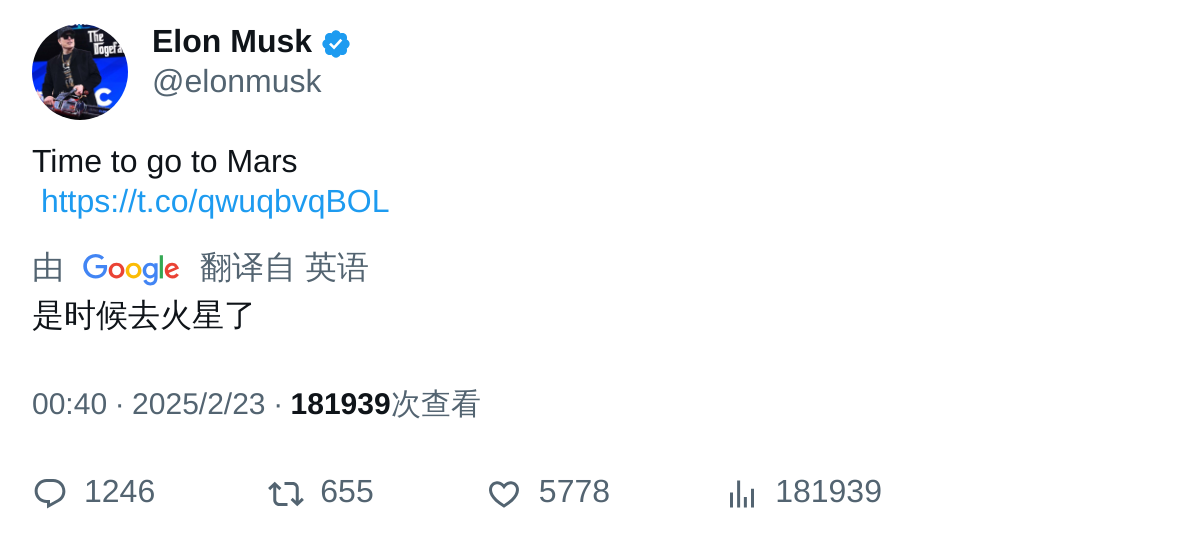 The
Dogefa
C
Elon Musk
@elonmusk
Time to go to Mars
https://t.co/qwuqbvqBOL
由 Google 翻译自 英语
是时候去火星了
00:40 · 2025/2/23 · 181939次查看
1246 655 5778 181939